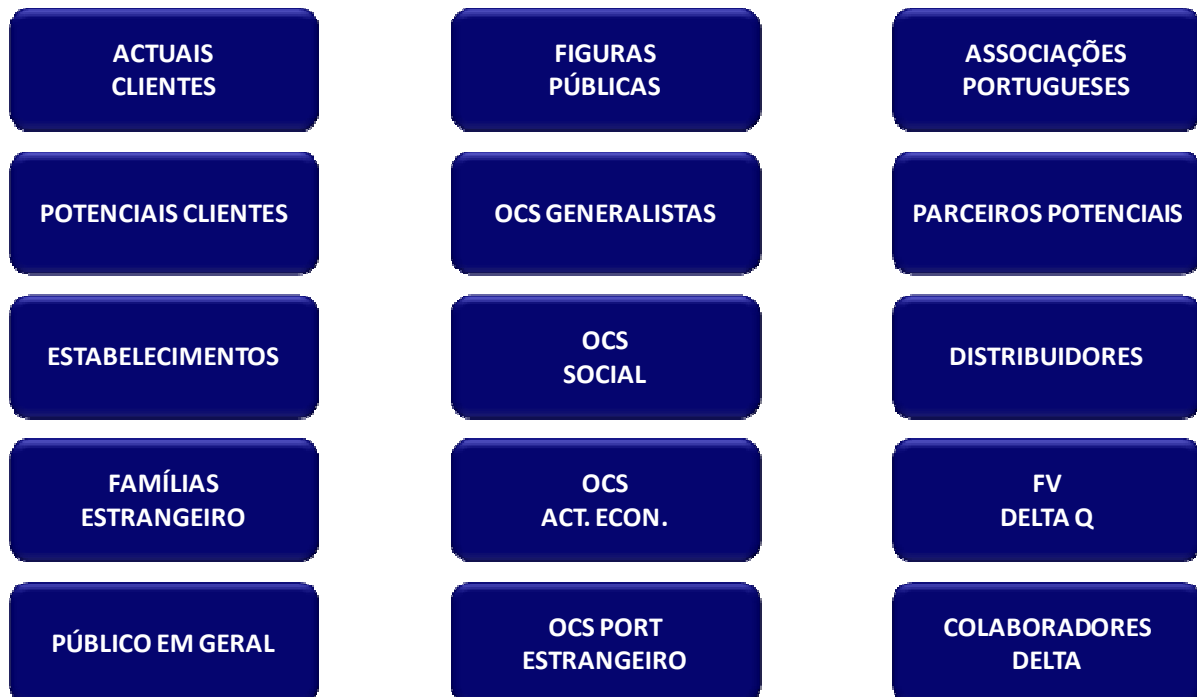 ACTUAIS
CLIENTES
FIGURAS
PÚBLICAS
ASSOCIAÇÕES
PORTUGUESES
POTENCIAIS CLIENTES
OCS GENERALISTAS
PARCEIROS POTENCIAIS
ESTABELECIMENTOS
OCS
SOCIAL
DISTRIBUIDORES
FAMÍLIAS
ESTRANGEIRO
OCS
ACT. ECON.
FV
DELTA Q
PÚBLICO EM GERAL
OCS PORT
ESTRANGEIRO
COLABORADORES
DELTA